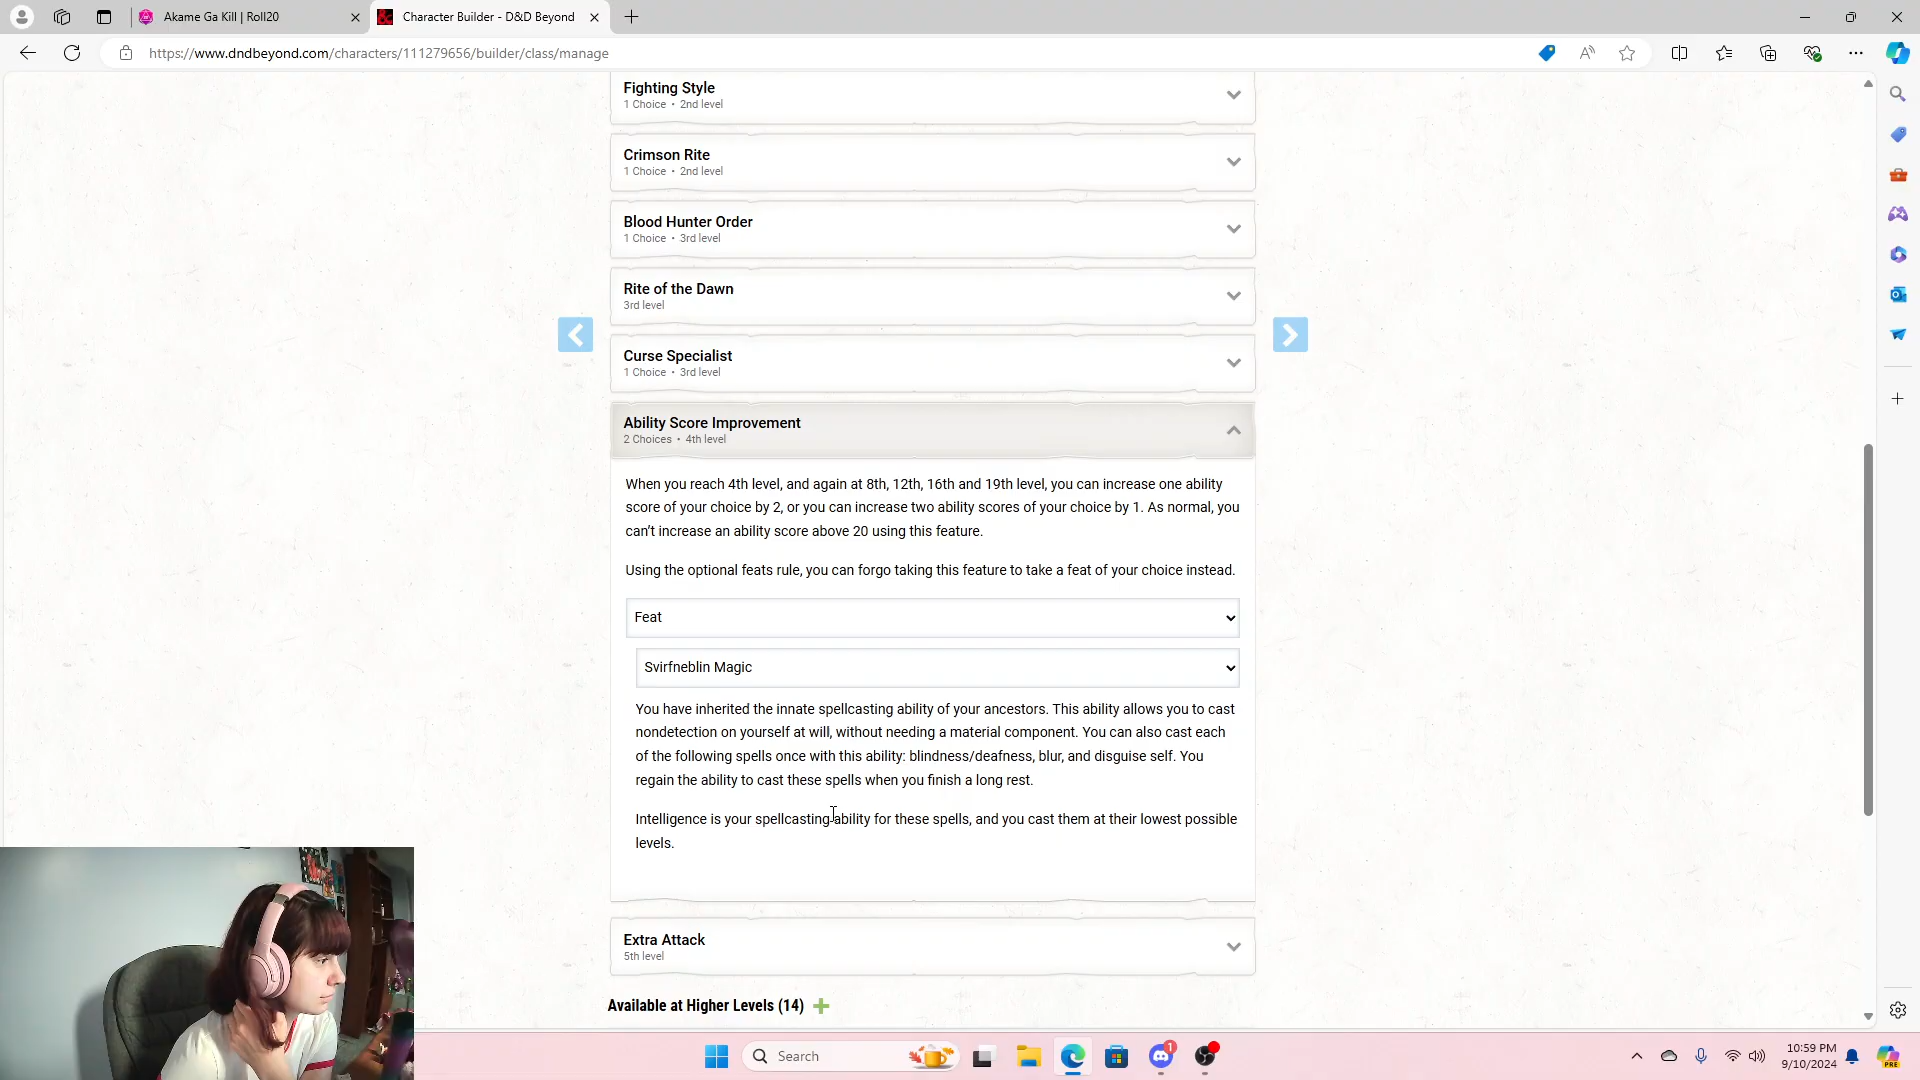 Akame Ga Kill | Roll20
Character Builder - D&D Beyond
https://www.dndbeyond.com/characters/111279656/builder/class/manage
Fighting Style
1 Choice • 2nd level
Crimson Rite
1 Choice • 2nd level
Blood Hunter Order
1 Choice • 3rd level
Rite of the Dawn
3rd level
Curse Specialist
1 Choice • 3rd level
Ability Score Improvement
2 Choices • 4th level
When you reach 4th level, and again at 8th, 12th, 16th and 19th level, you can increase one ability
score of your choice by 2, or you can increase two ability scores of your choice by 1. As normal, you
can't increase an ability score above 20 using this feature.
Using the optional feats rule, you can forgo taking this feature to take a feat of your choice instead.
Feat
Svirfneblin Magic
You have inherited the innate spellcasting ability of your ancestors. This ability allows you to cast
nondetection on yourself at will, without needing a material component. You can also cast each
of the following spells once with this ability: blindness/deafness, blur, and disguise self. You
regain the ability to cast these spells when you finish a long rest.
Intelligence is your spellcasting ability for these spells, and you cast them at their lowest possible
levels.
Extra Attack
5th level
Available at Higher Levels (14)
Search
1
10:59 PM
9/10/2024
PRE